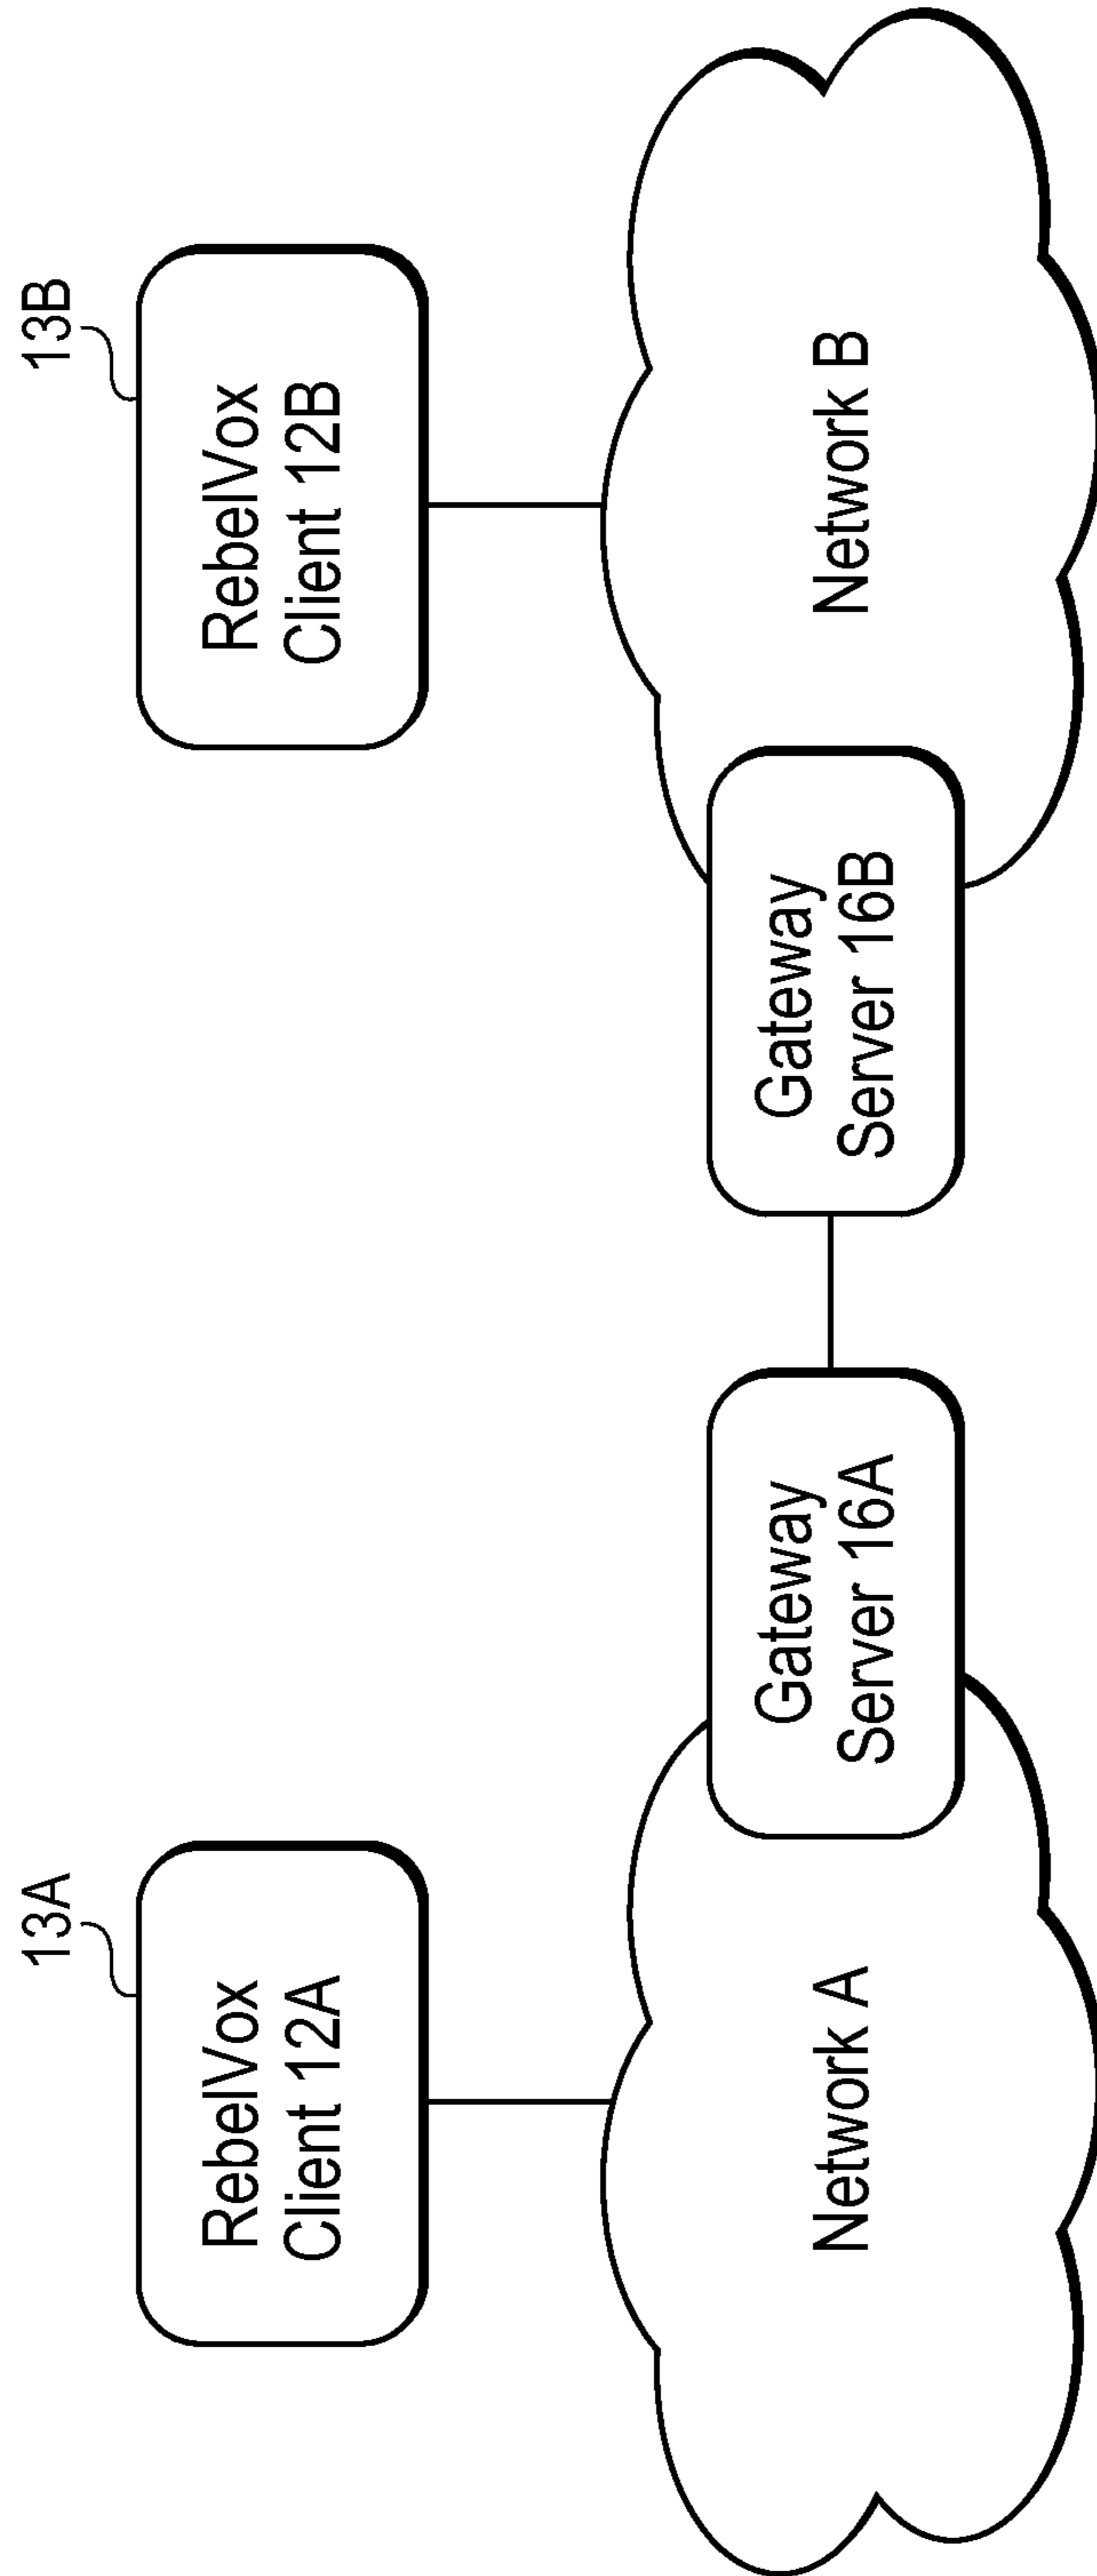 13A
RebelVox
Client 12A
13B
RebelVox
Client 12B
Network A
Gateway
Server 16A
Gateway
Server 16B
Network B